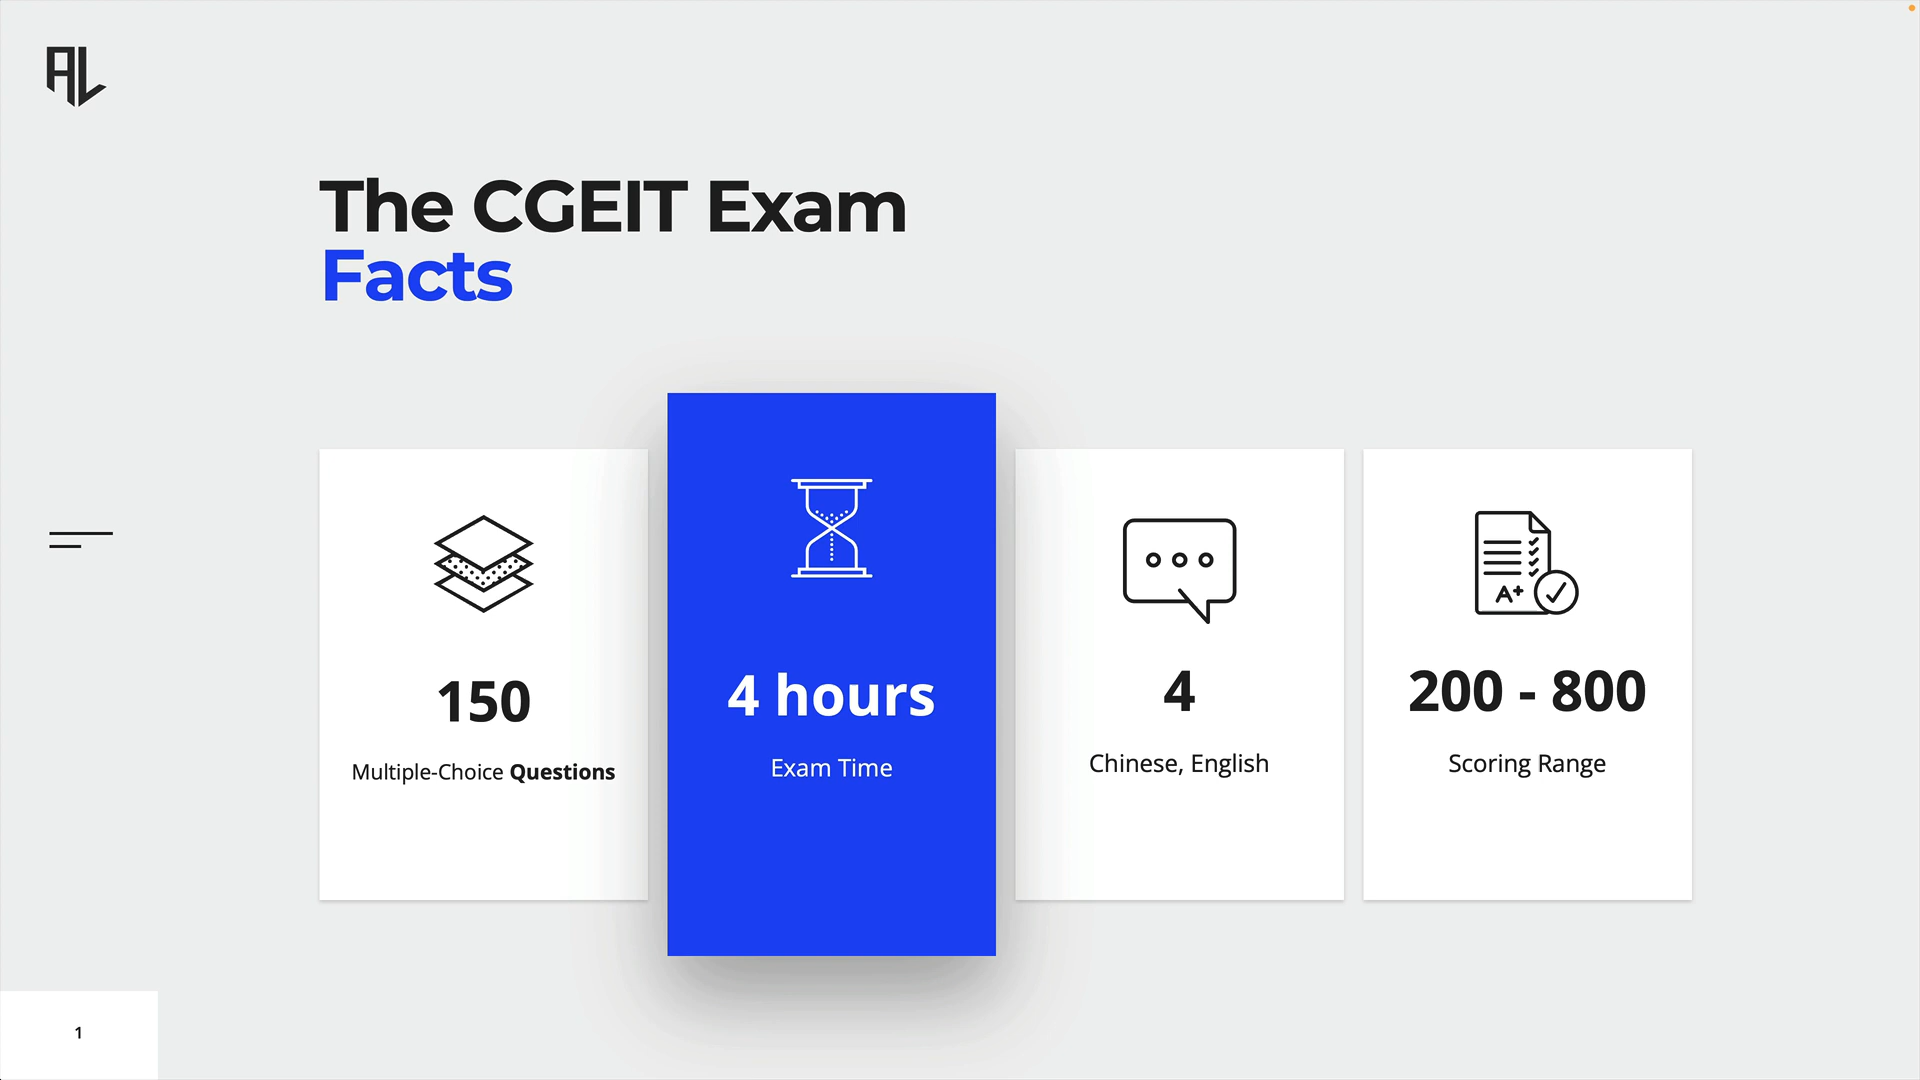 AL
The CGEIT Exam
Facts
150
Multiple-Choice Questions
4 hours
Exam Time
4
Chinese, English
A+
200 - 800
Scoring Range
1